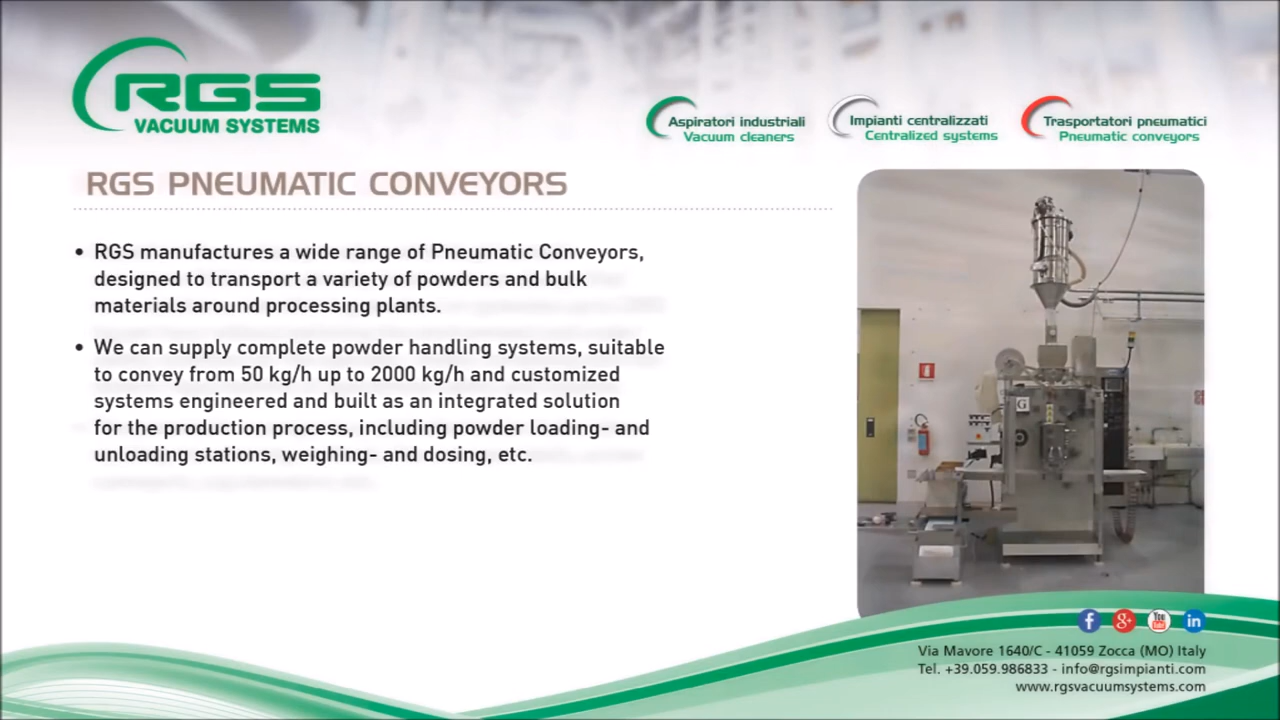 RGS
VACUUM SYSTEMS
Aspiratori industriali
Vacuum cleaners
Impianti centralizzati
Centralized systems
Trasportatori pneumatici
Pneumatic conveyors
RGS PNEUMATIC CONVEYORS
• RGS manufactures a wide range of Pneumatic Conveyors,
designed to transport a variety of powders and bulk
materials around processing plants.
• We can supply complete powder handling systems, suitable
to convey from 50 kg/h up to 2000 kg/h and customized
systems engineered and built as an integrated solution
for the production process, including powder loading- and
unloading stations, weighing- and dosing, etc.
G
f g+ You Tube in
Via Mavore 1640/C - 41059 Zocca (MO) Italy
Tel. +39.059.986833 - info@rgsimpianti.com
www.rgsvacuumsystems.com